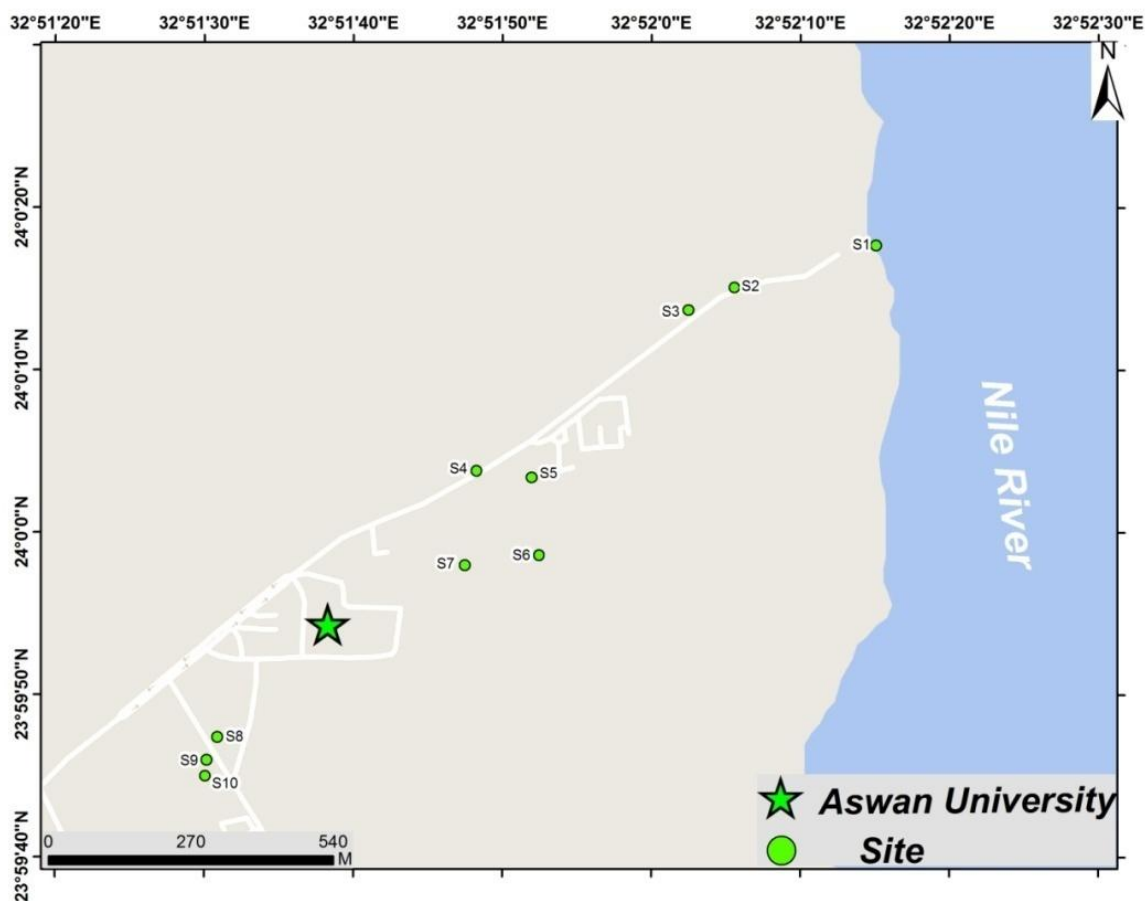 32°51'20"E 32°51'30"E 32°51'40"E 32°51'50"E 32°52'0"E 32°52'10"E 32°52'20"E 32°52'30"E
N
24°0'20"N
S1
S2
S3
24°0'10"N
Nile River
S4
S5
24°0'0"N
S6
S7
23°59'50"N
S8
S9
S10
Aswan University
Site
0 270 540
M
23°59'40"N